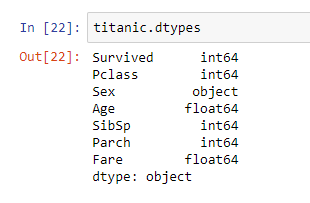 In [22]: titanic.dtypes
Out[22]: Survived      int64
Pclass        int64
Sex          object
Age         float64
SibSp         int64
Parch         int64
Fare        float64
dtype: object